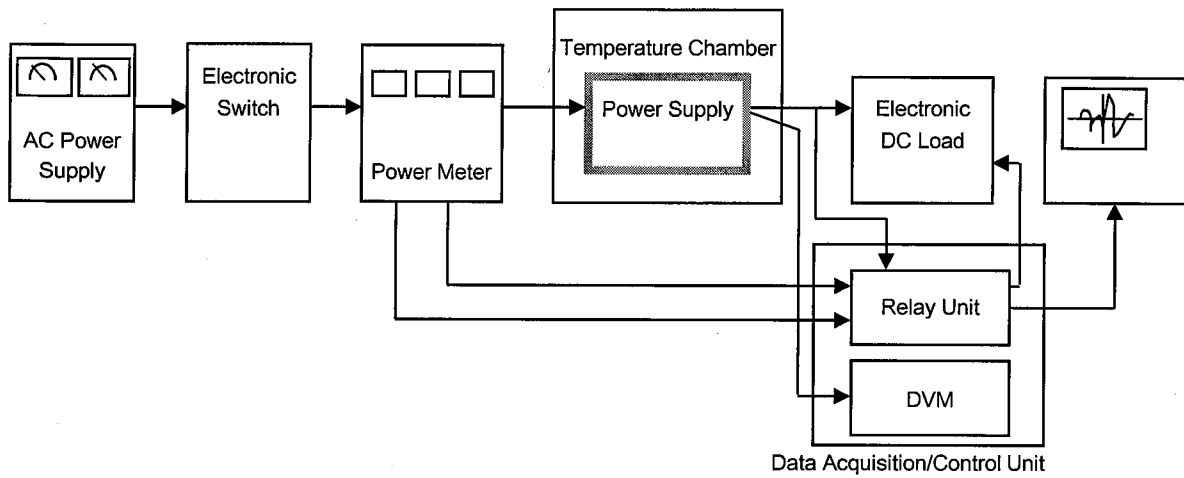 AC Power
Supply
Electronic
Switch
Power Meter
Temperature Chamber
Power Supply
Electronic
DC Load
Relay Unit
DVM
Data Acquisition/Control Unit